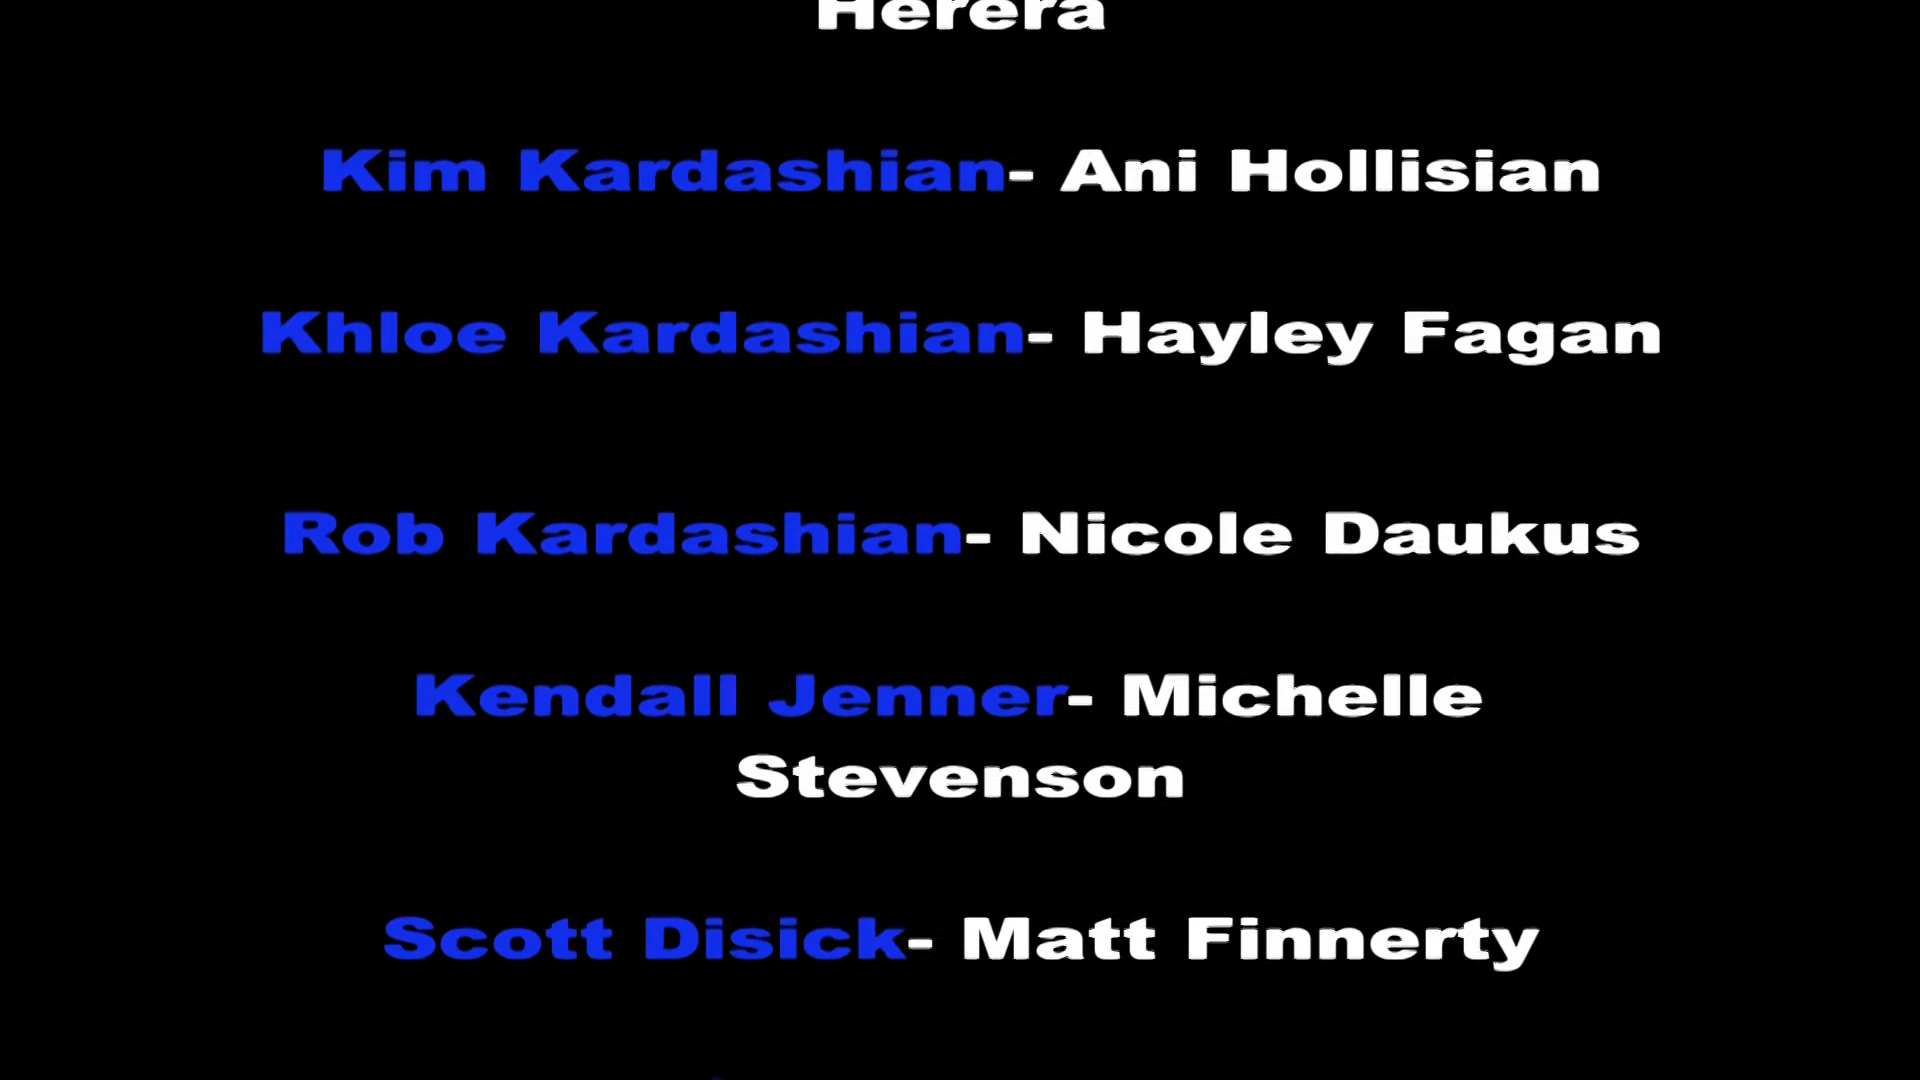 Herera
Kim Kardashian- Ani Hollisian
Khloe Kardashian- Hayley Fagan
Rob Kardashian- Nicole Daukus
Kendall Jenner- Michelle
Stevenson
Scott Disick- Matt Finnerty